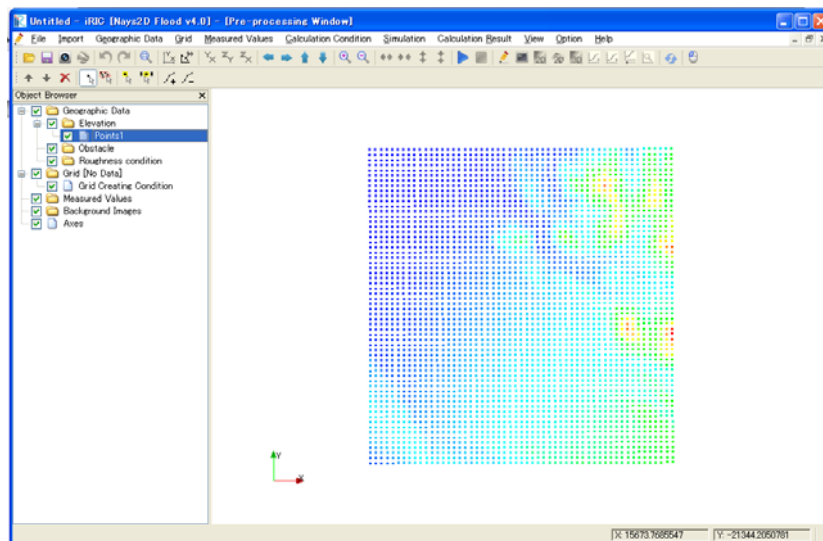 Untitled - iRIC [Nays2D Flood v4.0] - [Pre-processing Window]
File Import Geographic Data Grid Measured Values Calculation Condition Simulation Calculation Result View Option Help
Object Browser
Geographic Data
Elevation
Points1
Obstacle
Roughness condition
Grid [No Data]
Grid Creating Condition
Measured Values
Background Images
Axes
Y
X
X: 15673.7685547 Y: -21344.2050781